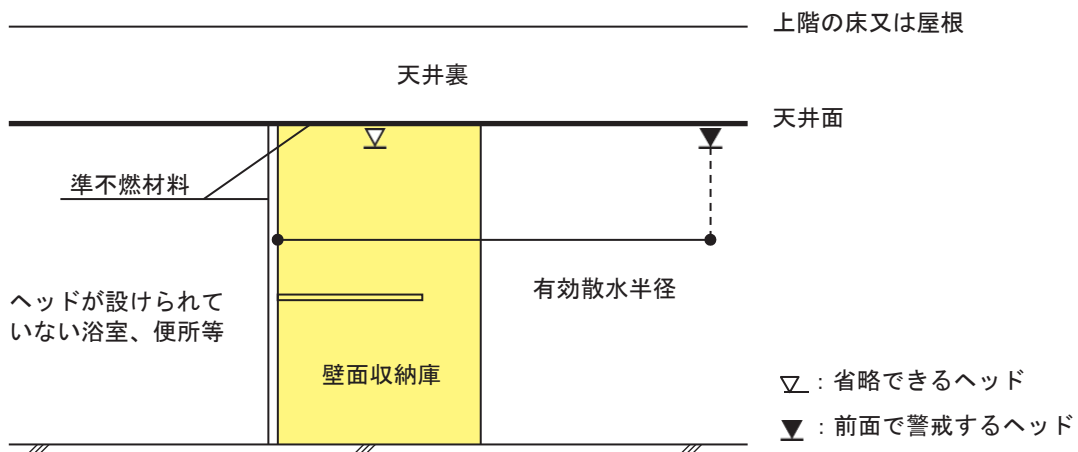 上階の床又は屋根
天井裏
天井面
準不燃材料
ヘッドが設けられて
いない浴室、便所等
有効散水半径
壁面収納庫
：省略できるヘッド
：前面で警戒するヘッド